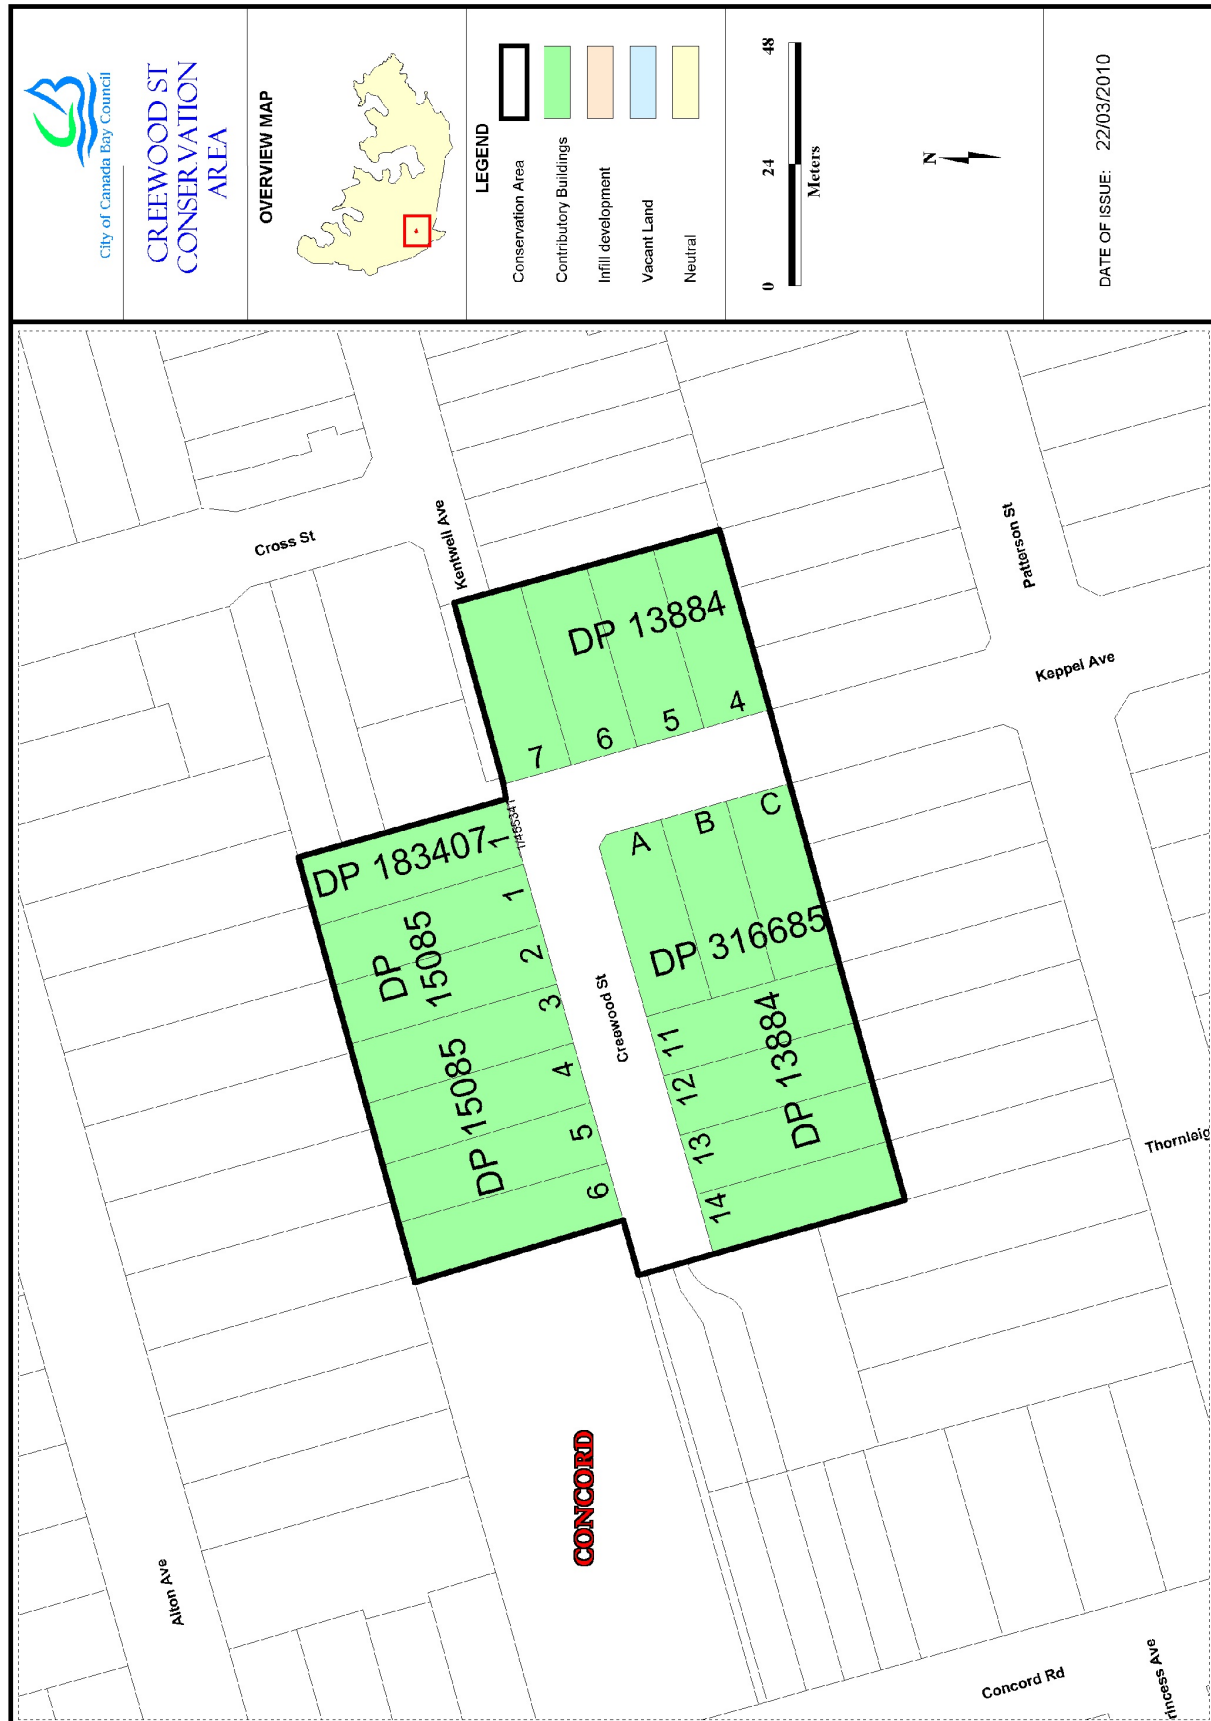 City of Canada Bay Council
CREEWOOD ST
CONSERVATION
AREA
OVERVIEW MAP
LEGEND
Conservation Area
Contributory Buildings
Infill development
Vacant Land
Neutral
0 24 48
Meters
N
DATE OF ISSUE: 22/03/2010
Cross St
Kentwell Ave
Patterson St
Keppel Ave
DP 13884
7
6
5
4
DP 183407
1
DP
15085
1
2
3
DP 15085
4
5
6
Creewood St
A
B
C
DP 316685
11
12
13
14
DP 13884
Thornleig
CONCORD
Alton Ave
Concord Rd
rincess Ave